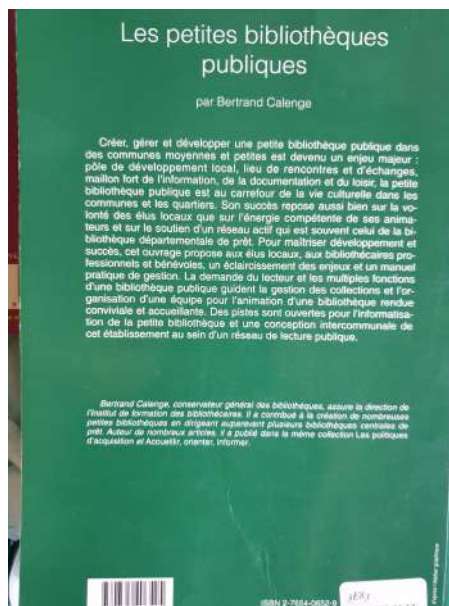 Les petites bibliothèques
publiques
par Bertrand Calenge
Créer, gérer et développer une petite bibliothèque publique dans
des communes moyennes et petites est devenu un enjeu majeur :
pôle de développement local, lieu de rencontres et d'échanges,
maillon fort de l'information, de la documentation et du loisir, la petite
bibliothèque publique est au carrefour de la vie culturelle dans les
communes et les quartiers. Son succès repose aussi bien sur la vo-
lonté des élus locaux que sur l'énergie compétente de ses anima-
teurs et sur le soutien d'un réseau actif qui est souvent celui de la bi-
bliothèque départementale de prêt. Pour maîtriser développement et
succès, cet ouvrage propose aux élus locaux, aux bibliothécaires pro-
fessionnels et bénévoles, un éclaircissement des enjeux et un manuel
pratique de gestion. La demande du lecteur et les multiples fonctions
d'une bibliothèque publique guident la gestion des collections et l'or-
ganisation d'une équipe pour l'animation d'une bibliothèque rendue
conviviale et accueillante. Des pistes sont ouvertes pour l'informatisa-
tion de la petite bibliothèque et une conception intercommunale de
cet établissement au sein d'un réseau de lecture publique.
Bertrand Calenge, conservateur général des bibliothèques, assure la direction de
l'Institut de formation des bibliothécaires. Il a contribué à la création de nombreuses
petites bibliothèques en dirigeant auparavant plusieurs bibliothèques centrales de
prêt. Auteur de nombreux articles, il a publié dans la même collection Les politiques
d'acquisition et Accueillir, orienter, informer.
ISBN 2-7654-0652-9